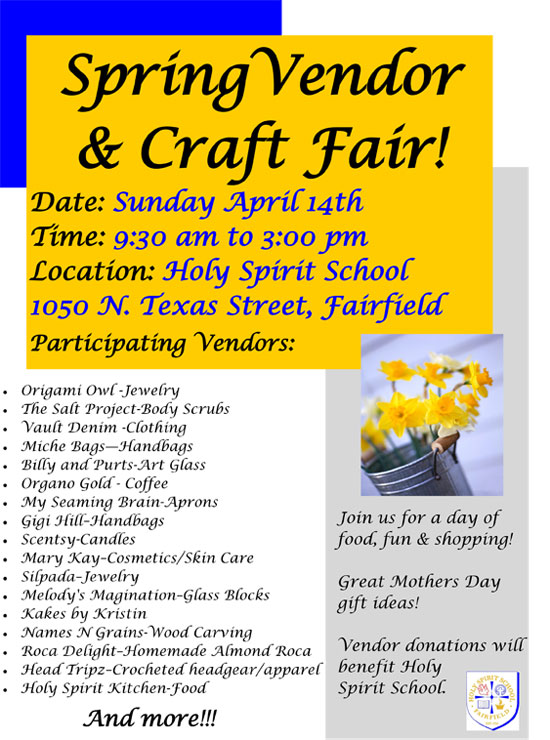 Spring Vendor
& Craft Fair!
Date: Sunday April 14th
Time: 9:30 am to 3:00 pm
Location: Holy Spirit School
1050 N. Texas Street, Fairfield
Participating Vendors:
• Origami Owl -Jewelry
• The Salt Project-Body Scrubs
• Vault Denim -Clothing
• Miche Bags—Handbags
• Billy and Purts-Art Glass
• Organo Gold - Coffee
• My Seaming Brain-Aprons
• Gigi Hill–Handbags
• Scentsy-Candles
• Mary Kay–Cosmetics/Skin Care
• Silpada–Jewelry
• Melody's Magination–Glass Blocks
• Kakes by Kristin
• Names N Grains-Wood Carving
• Roca Delight–Homemade Almond Roca
• Head Tripz–Crocheted headgear/apparel
• Holy Spirit Kitchen-Food
And more!!!
Join us for a day of
food, fun & shopping!
Great Mothers Day
gift ideas!
Vendor donations will
benefit Holy
Spirit School.
HOLY SPIRIT SCHOOL
FAIRFIELD